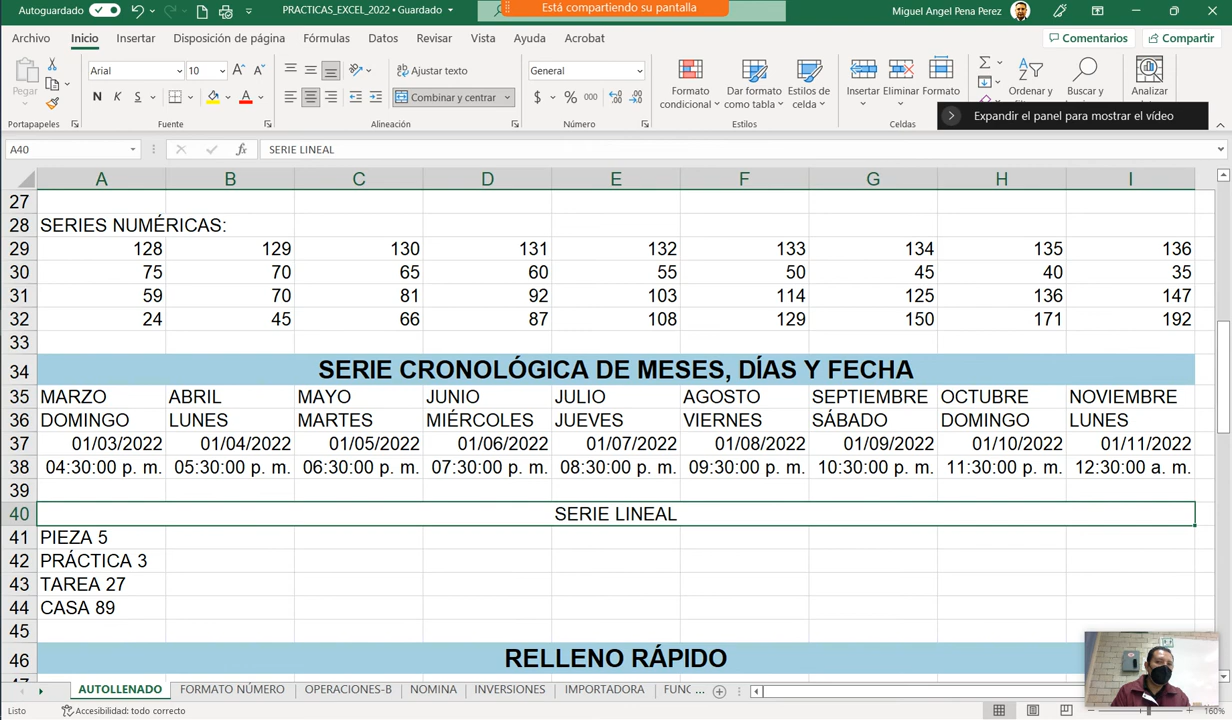 Autoguardado PRACTICAS_EXCEL_2022 • Guardado Está compartiendo su pantalla Miguel Angel Pena Perez
Archivo Inicio Insertar Disposición de página Fórmulas Datos Revisar Vista Ayuda Acrobat Comentarios Compartir
Pegar Arial 10 Ajustar texto General Formato Dar formato Estilos de Insertar Eliminar Formato Ordenar y Buscar y Analizar
N K S Combinar y centrar $ % 000 condicional como tabla celda
Portapapeles Fuente Alineación Número Estilos Celdas
Expandir el panel para mostrar el vídeo
A40 fx SERIE LINEAL
A B C D E F G H I
27
28 SERIES NUMÉRICAS:
29 128 129 130 131 132 133 134 135 136
30 75 70 65 60 55 50 45 40 35
31 59 70 81 92 103 114 125 136 147
32 24 45 66 87 108 129 150 171 192
33
34 SERIE CRONOLÓGICA DE MESES, DÍAS Y FECHA
35 MARZO ABRIL MAYO JUNIO JULIO AGOSTO SEPTIEMBRE OCTUBRE NOVIEMBRE
36 DOMINGO LUNES MARTES MIÉRCOLES JUEVES VIERNES SÁBADO DOMINGO LUNES
37 01/03/2022 01/04/2022 01/05/2022 01/06/2022 01/07/2022 01/08/2022 01/09/2022 01/10/2022 01/11/2022
38 04:30:00 p. m. 05:30:00 p. m. 06:30:00 p. m. 07:30:00 p. m. 08:30:00 p. m. 09:30:00 p. m. 10:30:00 p. m. 11:30:00 p. m. 12:30:00 a. m.
39
40 SERIE LINEAL
41 PIEZA 5
42 PRÁCTICA 3
43 TAREA 27
44 CASA 89
45
46 RELLENO RÁPIDO
AUTOLLENADO FORMATO NÚMERO OPERACIONES-B NOMINA INVERSIONES IMPORTADORA FUNC ...
Listo Accesibilidad: todo correcto 160%